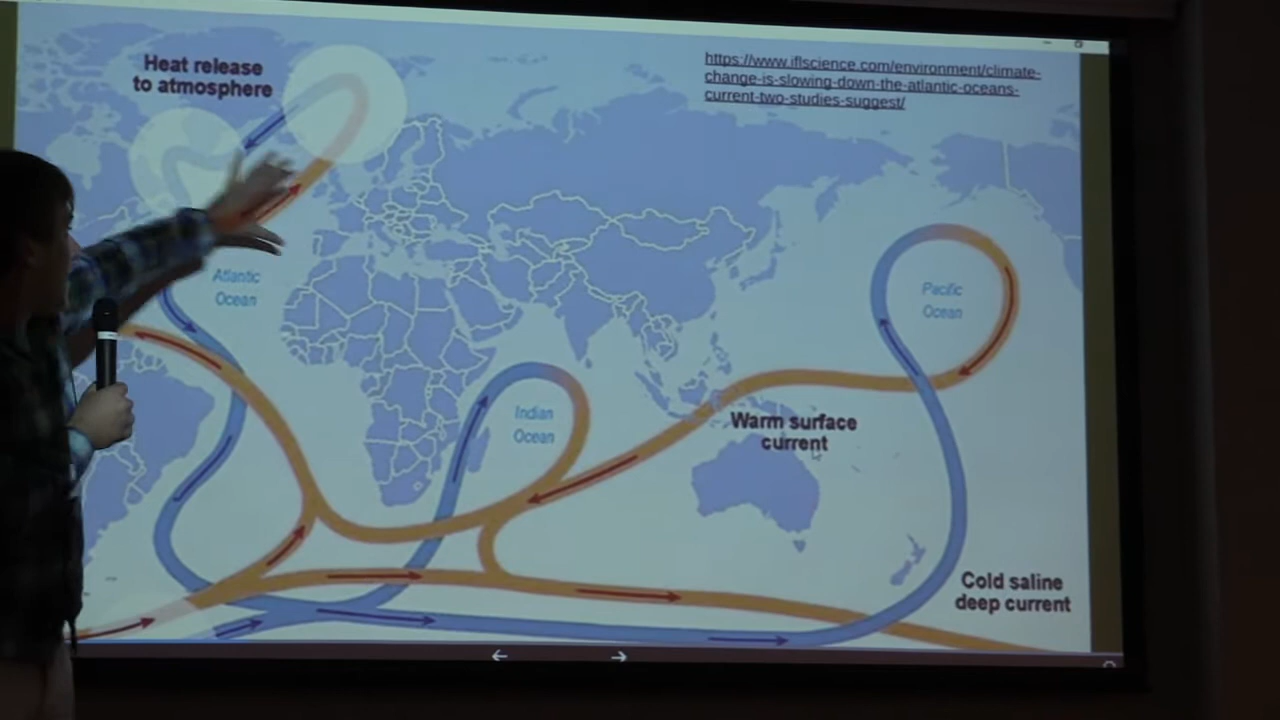 Heat release
to atmosphere
https://www.iflscience.com/environment/climate-
change-is-slowing-down-the-atlantic-oceans-
current-two-studies-suggest/
Atlantic
Ocean
Pacific
Ocean
Indian
Ocean
Warm surface
current
Cold saline
deep current